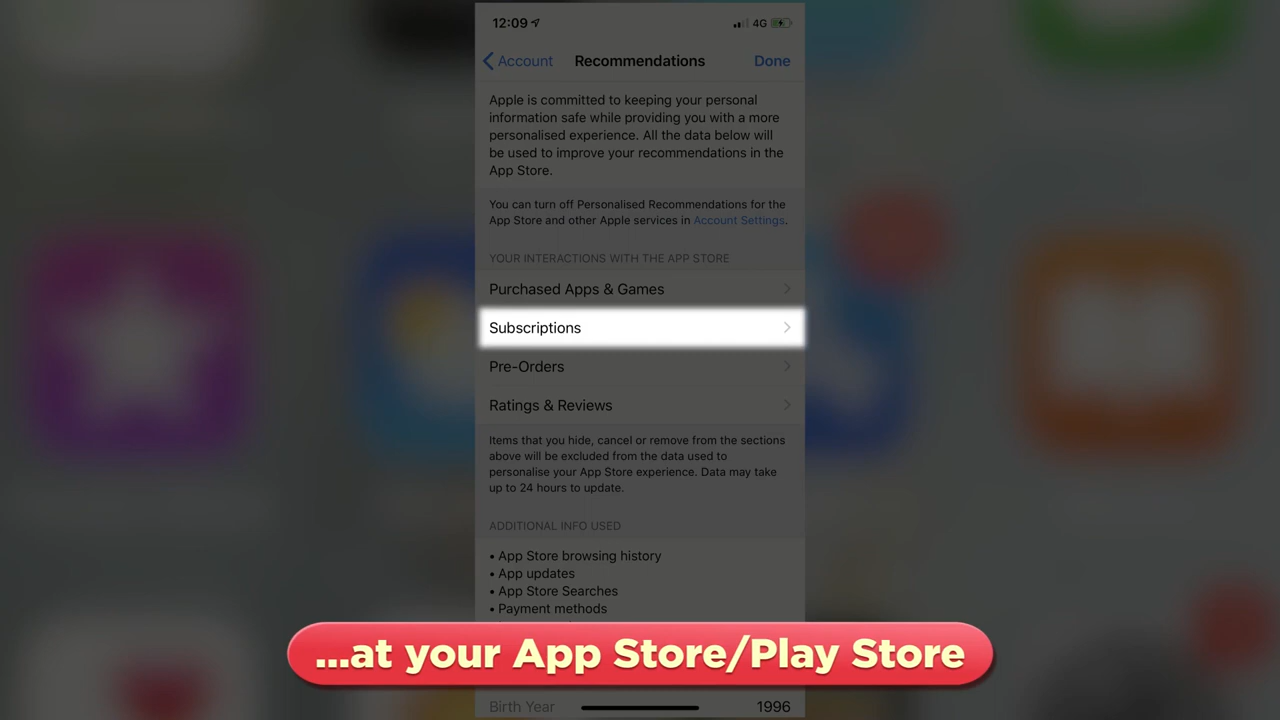 12:09
4G
Account
Recommendations
Done
Apple is committed to keeping your personal
information safe while providing you with a more
personalised experience. All the data below will
be used to improve your recommendations in the
App Store.
You can turn off Personalised Recommendations for the
App Store and other Apple services in Account Settings.
YOUR INTERACTIONS WITH THE APP STORE
Purchased Apps & Games
Subscriptions
Pre-Orders
Ratings & Reviews
Items that you hide, cancel or remove from the sections
above will be excluded from the data used to
personalise your App Store experience. Data may take
up to 24 hours to update.
ADDITIONAL INFO USED
• App Store browsing history
• App updates
• App Store Searches
• Payment methods
...at your App Store/Play Store
Birth Year 1996